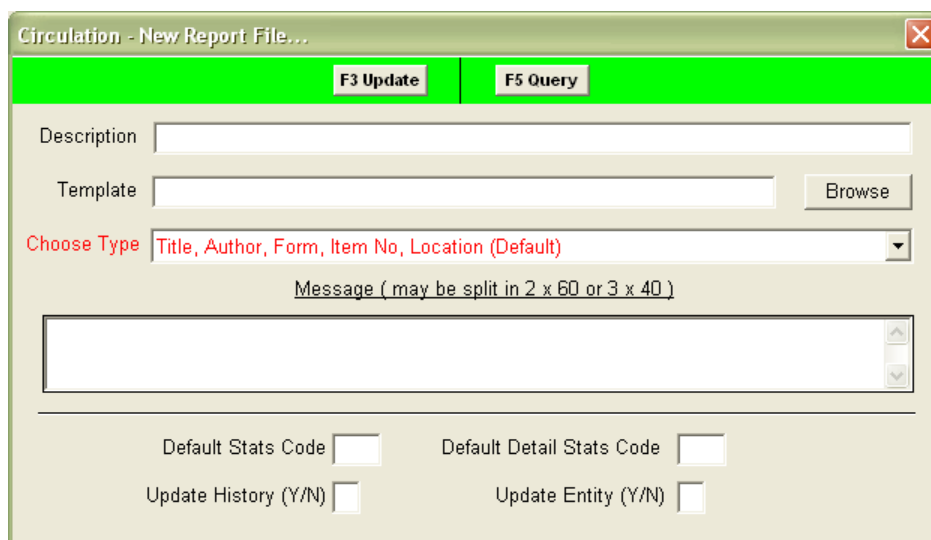 Circulation - New Report File...
F3 Update F5 Query
Description
Template Browse
Choose Type Title, Author, Form, Item No, Location (Default)
Message ( may be split in 2 x 60 or 3 x 40 )
Default Stats Code Default Detail Stats Code
Update History (Y/N) Update Entity (Y/N)